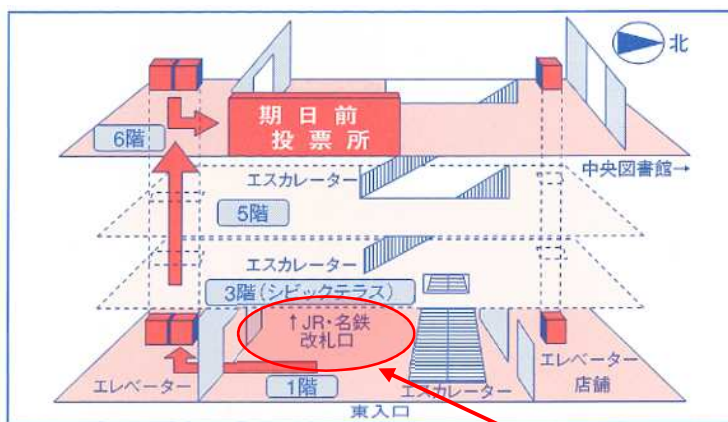 北
期日前
投票所
6階
中央図書館→
エスカレーター
5階
エスカレーター
3階(シビックテラス)
↑JR・名鉄
改札口
エレベーター
1階
エスカレーター
エレベーター
店舗
東入口